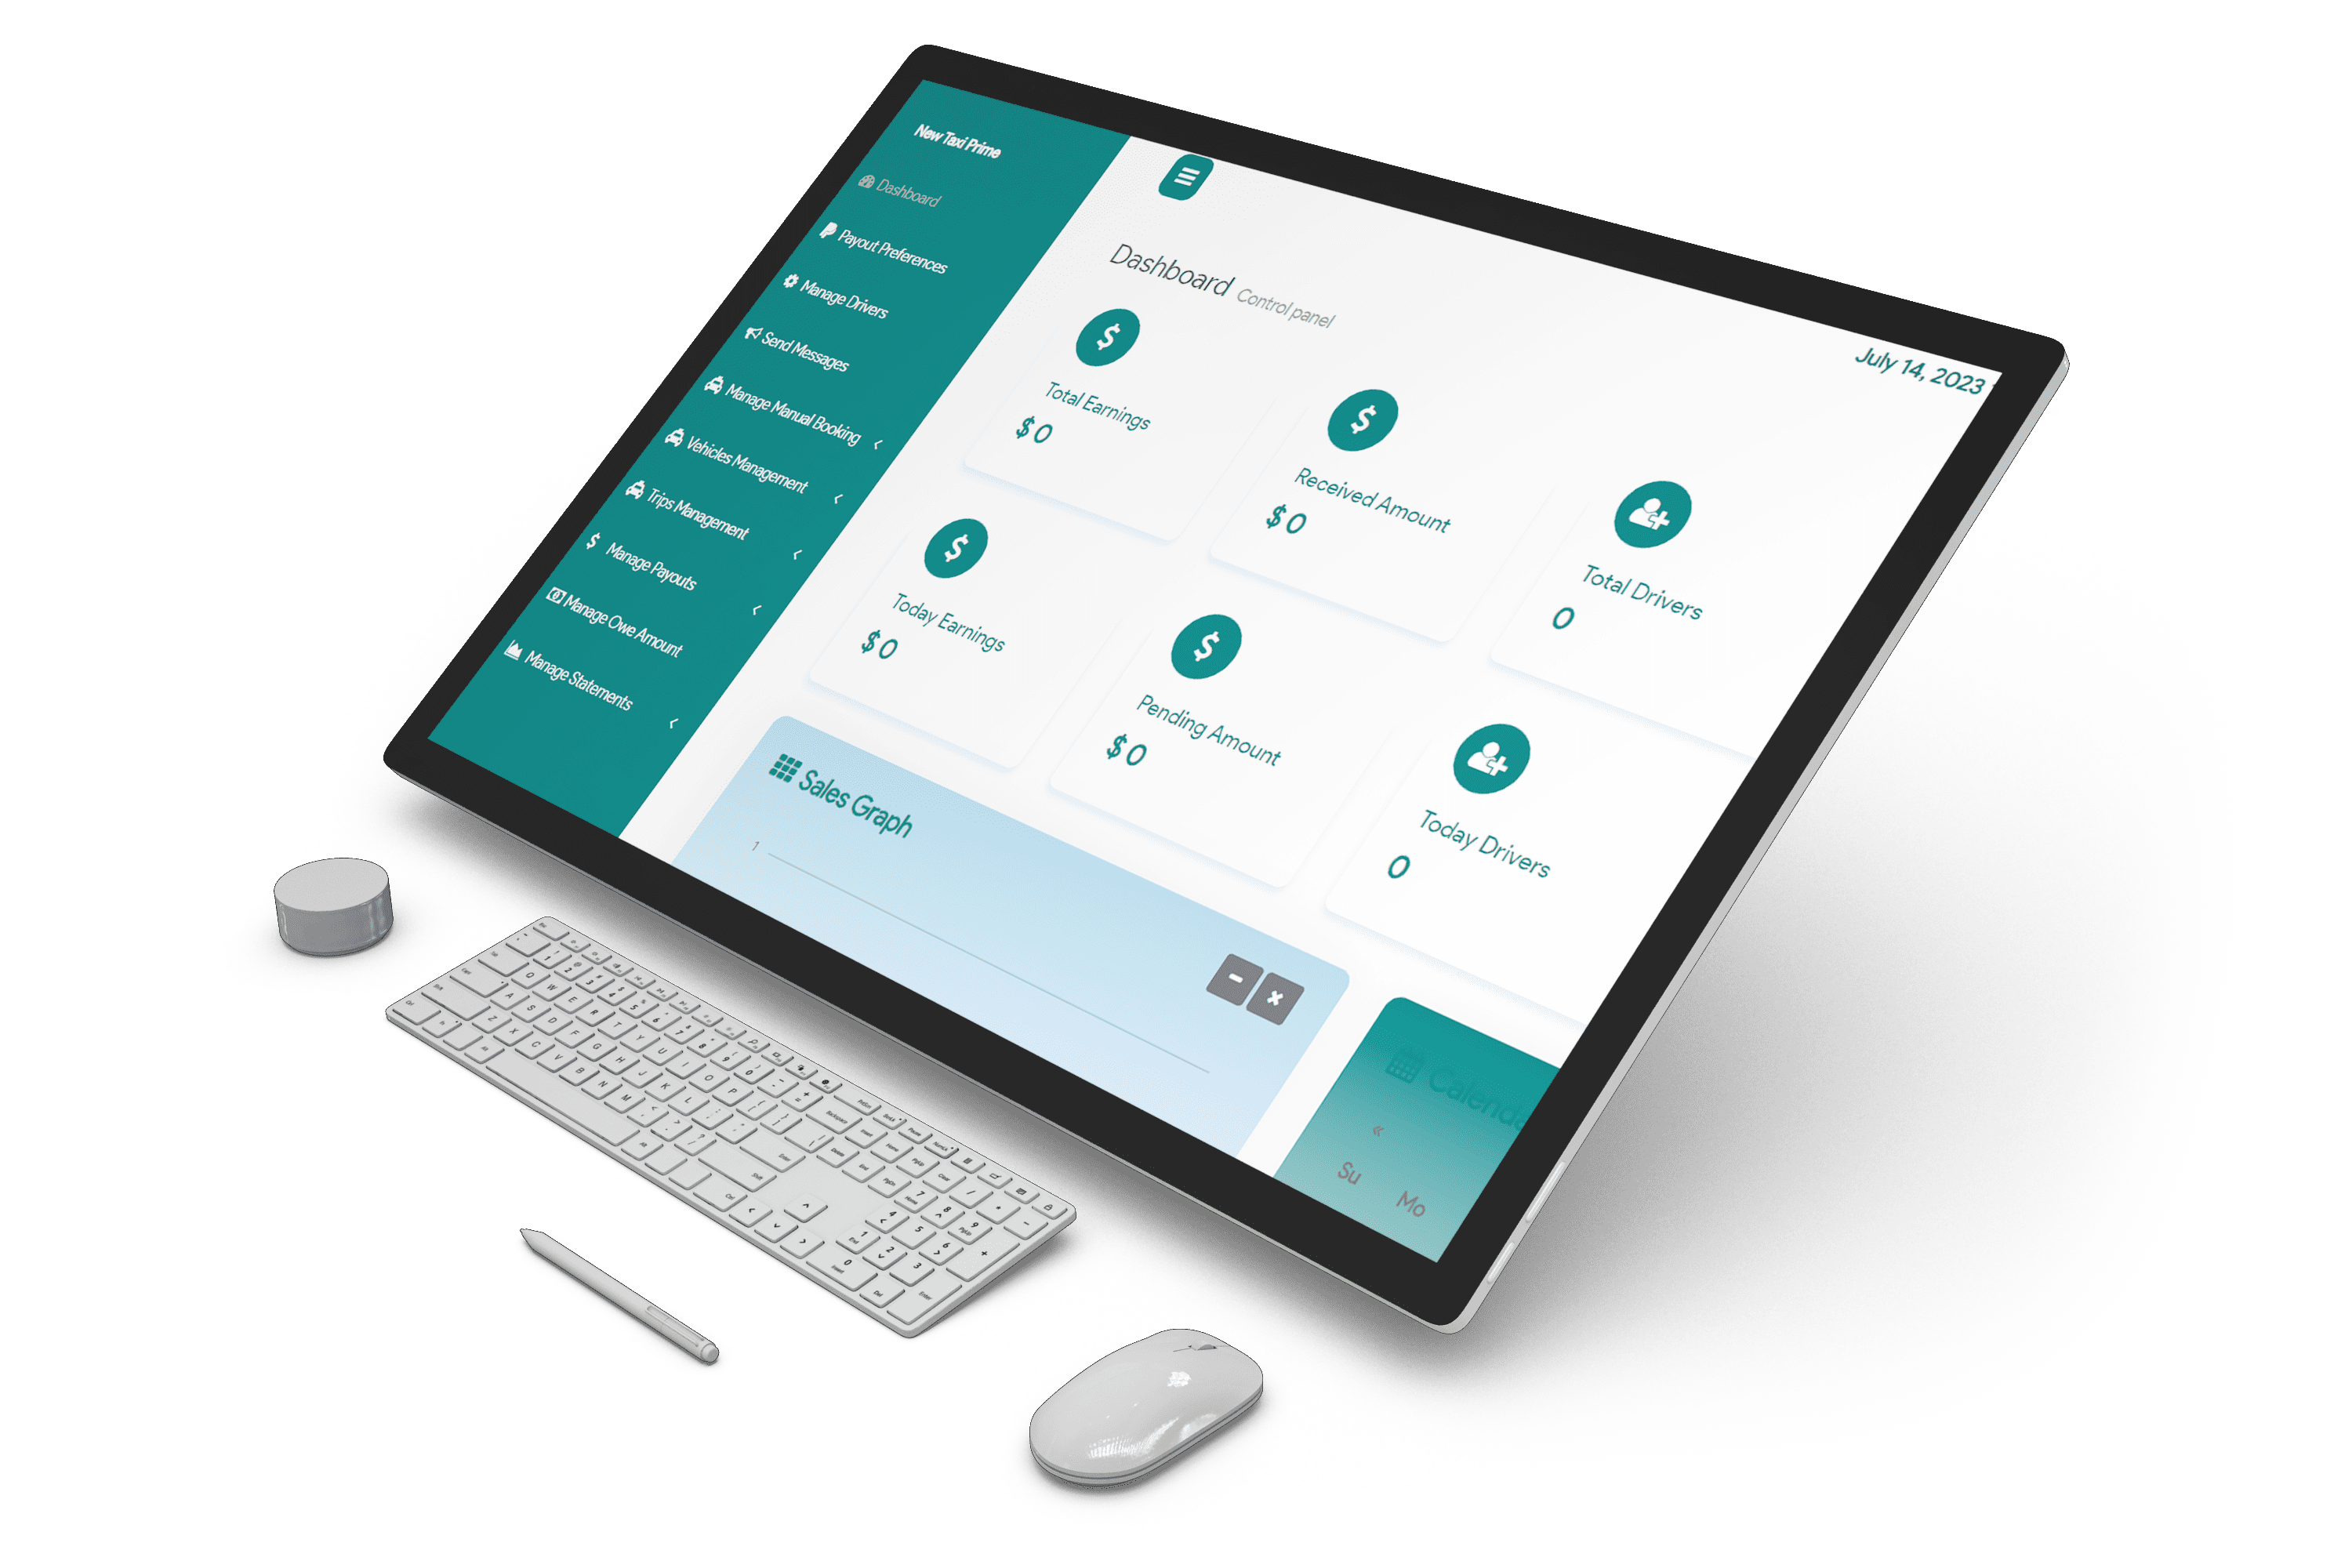 New Taxi Prime
Dashboard
Payout Preferences
Manage Drivers
Send Messages
Manage Manual Booking
Vehicles Management
Trips Management
Manage Payouts
Manage Owe Amount
Manage Statements
July 14, 2023
Dashboard Control panel
Total Earnings
$ 0
Received Amount
$ 0
Total Drivers
0
Today Earnings
$ 0
Pending Amount
$ 0
Today Drivers
0
Sales Graph
1
Calenda
«
Su Mo